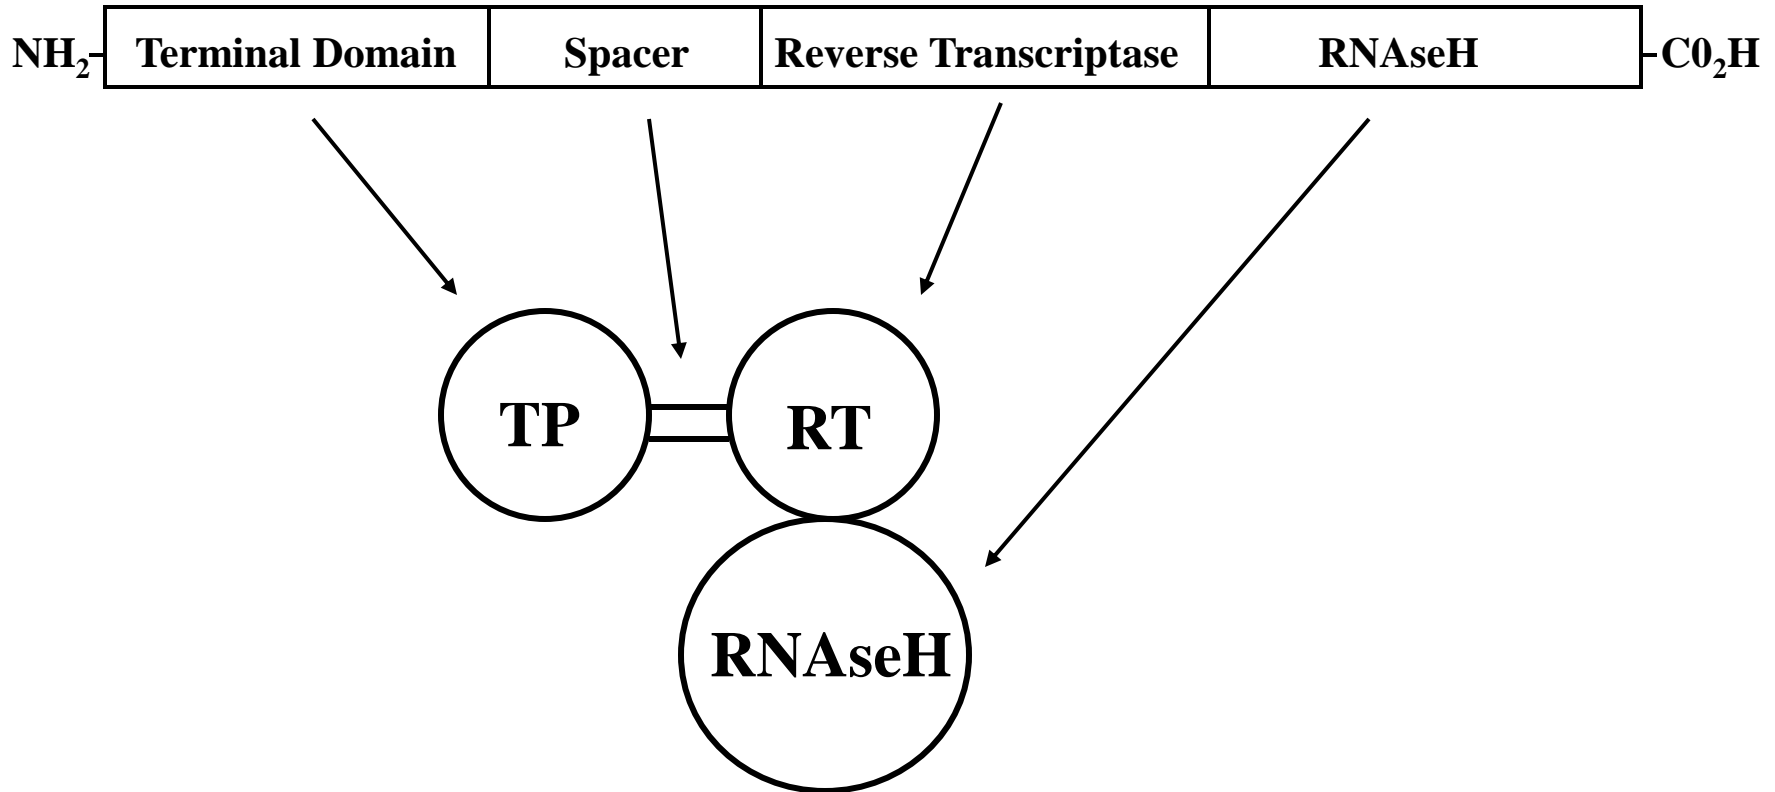 NH₂ Terminal Domain Spacer Reverse Transcriptase RNAseH C0₂H
TP RT
RNAseH